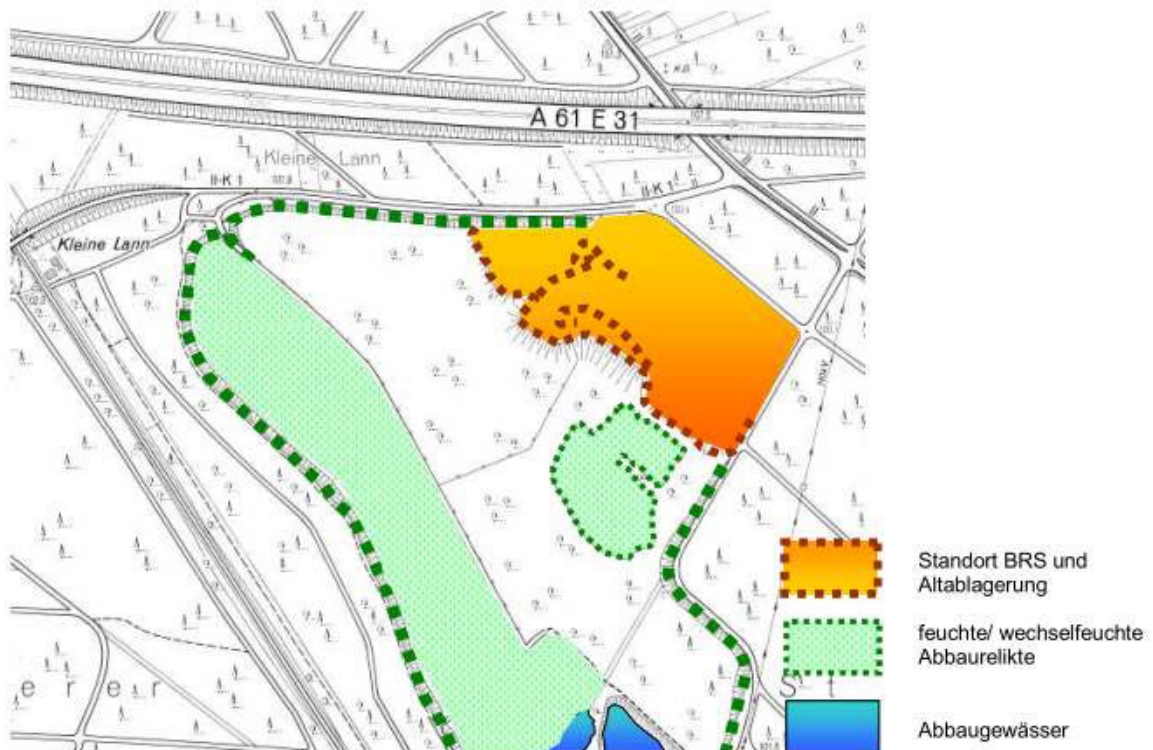 A 61 E 31
Kleine Lann
II-K 1
II-K 1
Kleine Lann
e r e r
S t
Standort BRS und
Altablagerung
feuchte/ wechselfeuchte
Abbaurelikte
Abbaugewässer